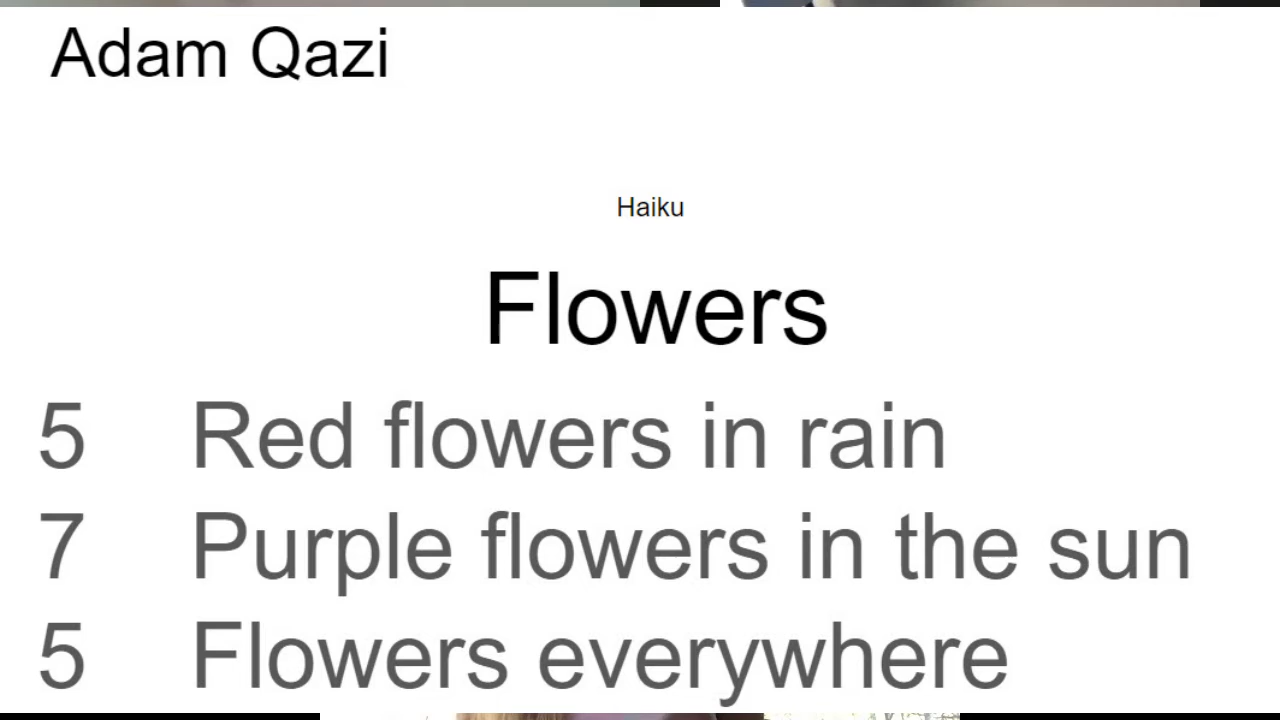 Adam Qazi
Haiku
Flowers
5 Red flowers in rain
7 Purple flowers in the sun
5 Flowers everywhere